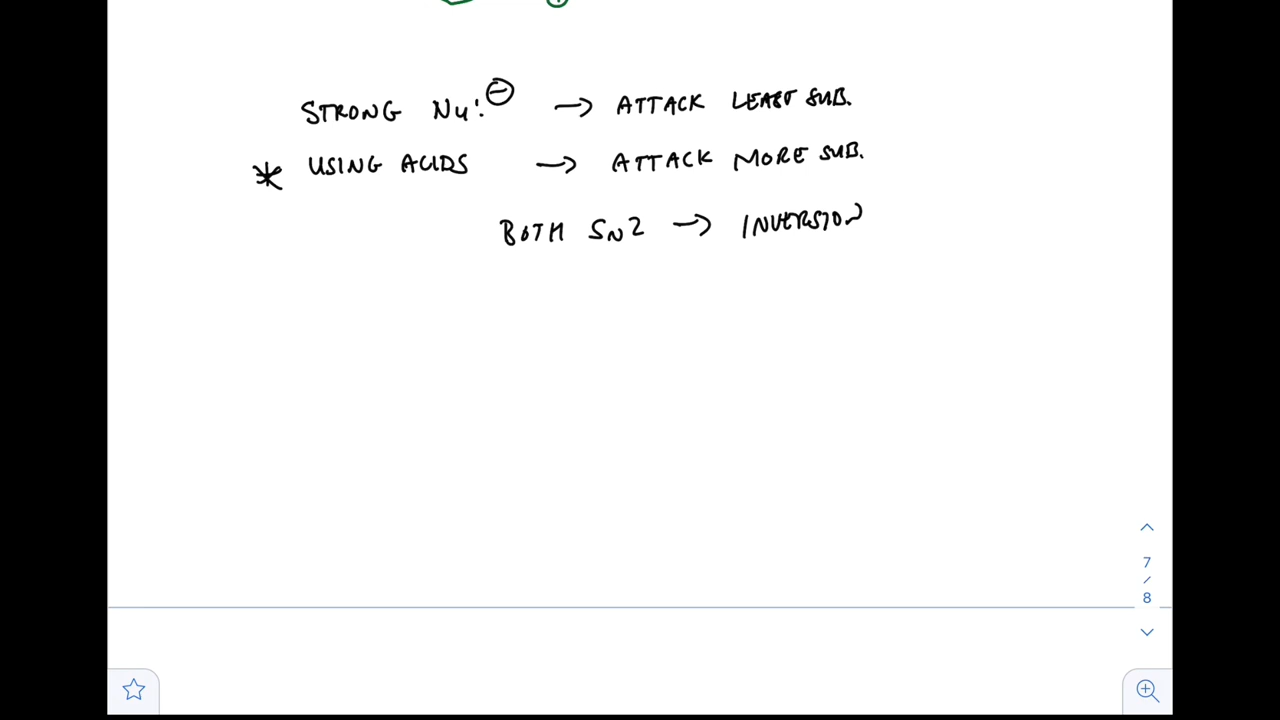 STRONG Nu:⊖ → ATTACK LEAST SUB.
* USING ACIDS → ATTACK MORE SUB.
BOTH SN2 → INVERSION
7
/
8